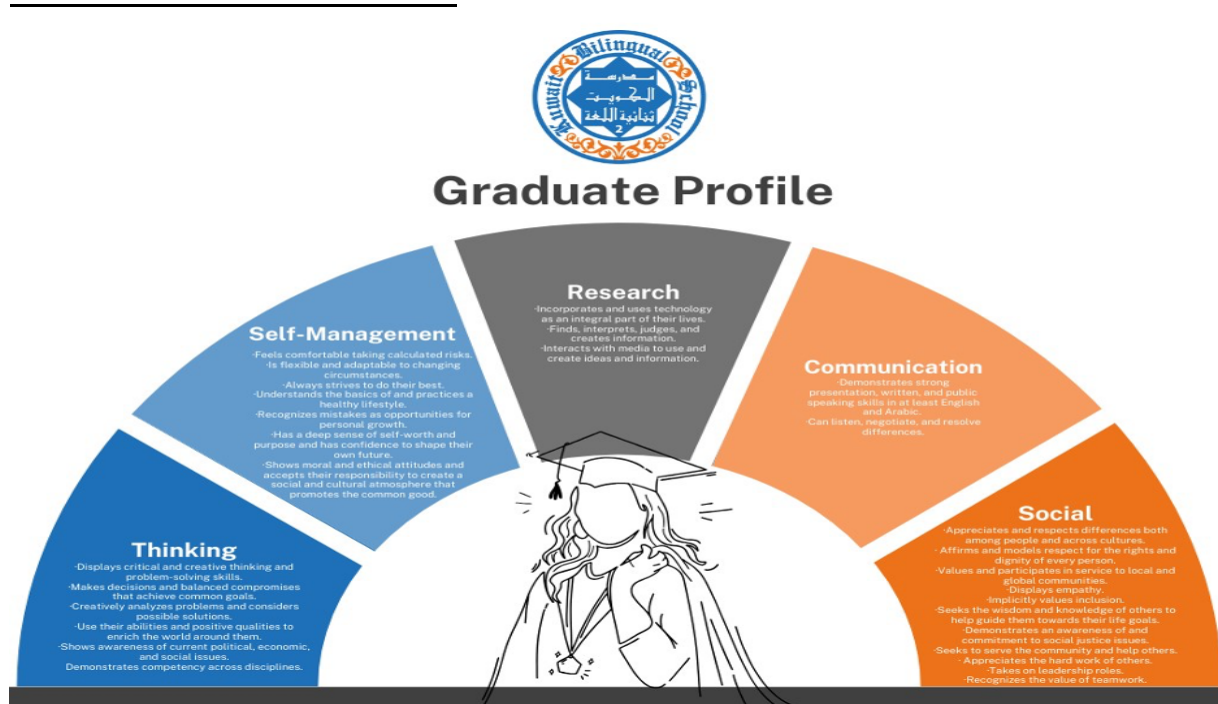 Kuwait Bilingual School
مدرسة
الكويت
ثنائية اللغة
2
Graduate Profile
Thinking
·Displays critical and creative thinking and
problem-solving skills.
·Makes decisions and balanced compromises
that achieve common goals.
·Creatively analyzes problems and considers
possible solutions.
·Use their abilities and positive qualities to
enrich the world around them.
·Shows awareness of current political, economic,
and social issues.
Demonstrates competency across disciplines.
Self-Management
·Feels comfortable taking calculated risks.
·Is flexible and adaptable to changing
circumstances.
·Always strives to do their best.
·Understands the basics of and practices a
healthy lifestyle.
·Recognizes mistakes as opportunities for
personal growth.
·Has a deep sense of self-worth and
purpose and has confidence to shape their
own future.
·Shows moral and ethical attitudes and
accepts their responsibility to create a
social and cultural atmosphere that
promotes the common good.
Research
·Incorporates and uses technology
as an integral part of their lives.
·Finds, interprets, judges, and
creates information.
·Interacts with media to use and
create ideas and information.
Communication
·Demonstrates strong
presentation, written, and public
speaking skills in at least English
and Arabic.
·Can listen, negotiate, and resolve
differences.
Social
·Appreciates and respects differences both
among people and across cultures.
· Affirms and models respect for the rights and
dignity of every person.
·Values and participates in service to local and
global communities.
·Displays empathy.
·Implicitly values inclusion.
·Seeks the wisdom and knowledge of others to
help guide them towards their life goals.
·Demonstrates an awareness of and
commitment to social justice issues.
·Seeks to serve the community and help others.
· Appreciates the hard work of others.
·Takes on leadership roles.
·Recognizes the value of teamwork.